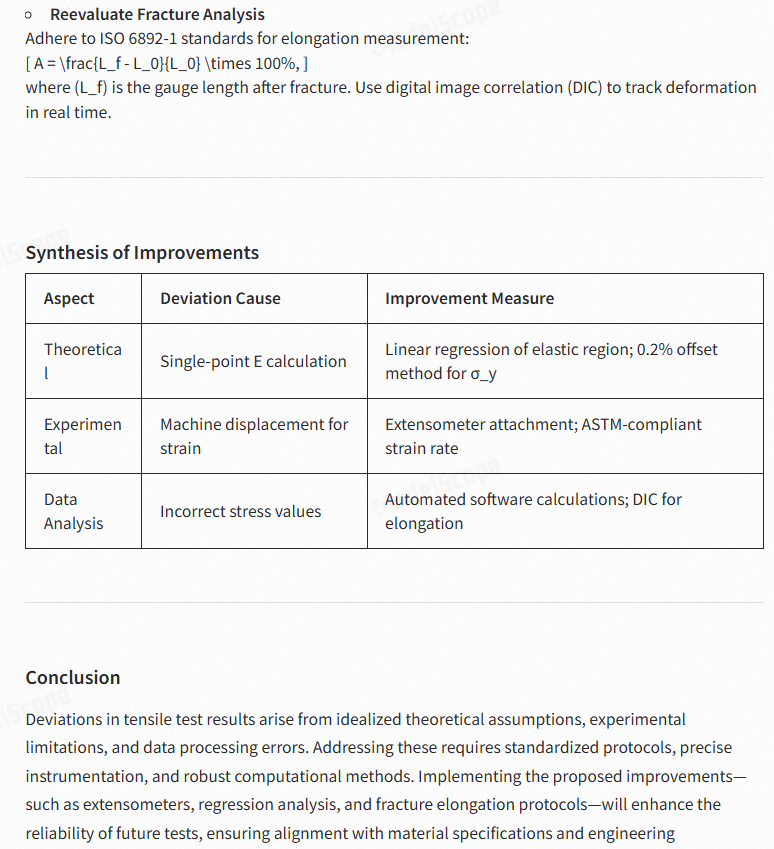 Reevaluate Fracture Analysis
Adhere to ISO 6892-1 standards for elongation measurement:
[ A = \frac{L_f - L_0}{L_0} \times 100%, ]
where (L_f) is the gauge length after fracture. Use digital image correlation (DIC) to track deformation
in real time.
Synthesis of Improvements
Aspect
Deviation Cause
Improvement Measure
Theoretica
l
Single-point E calculation
Linear regression of elastic region; 0.2% offset
method for σ_y
Experimen
tal
Machine displacement for
strain
Extensometer attachment; ASTM-compliant
strain rate
Data
Analysis
Incorrect stress values
Automated software calculations; DIC for
elongation
Conclusion
Deviations in tensile test results arise from idealized theoretical assumptions, experimental
limitations, and data processing errors. Addressing these requires standardized protocols, precise
instrumentation, and robust computational methods. Implementing the proposed improvements—
such as extensometers, regression analysis, and fracture elongation protocols—will enhance the
reliability of future tests, ensuring alignment with material specifications and engineering